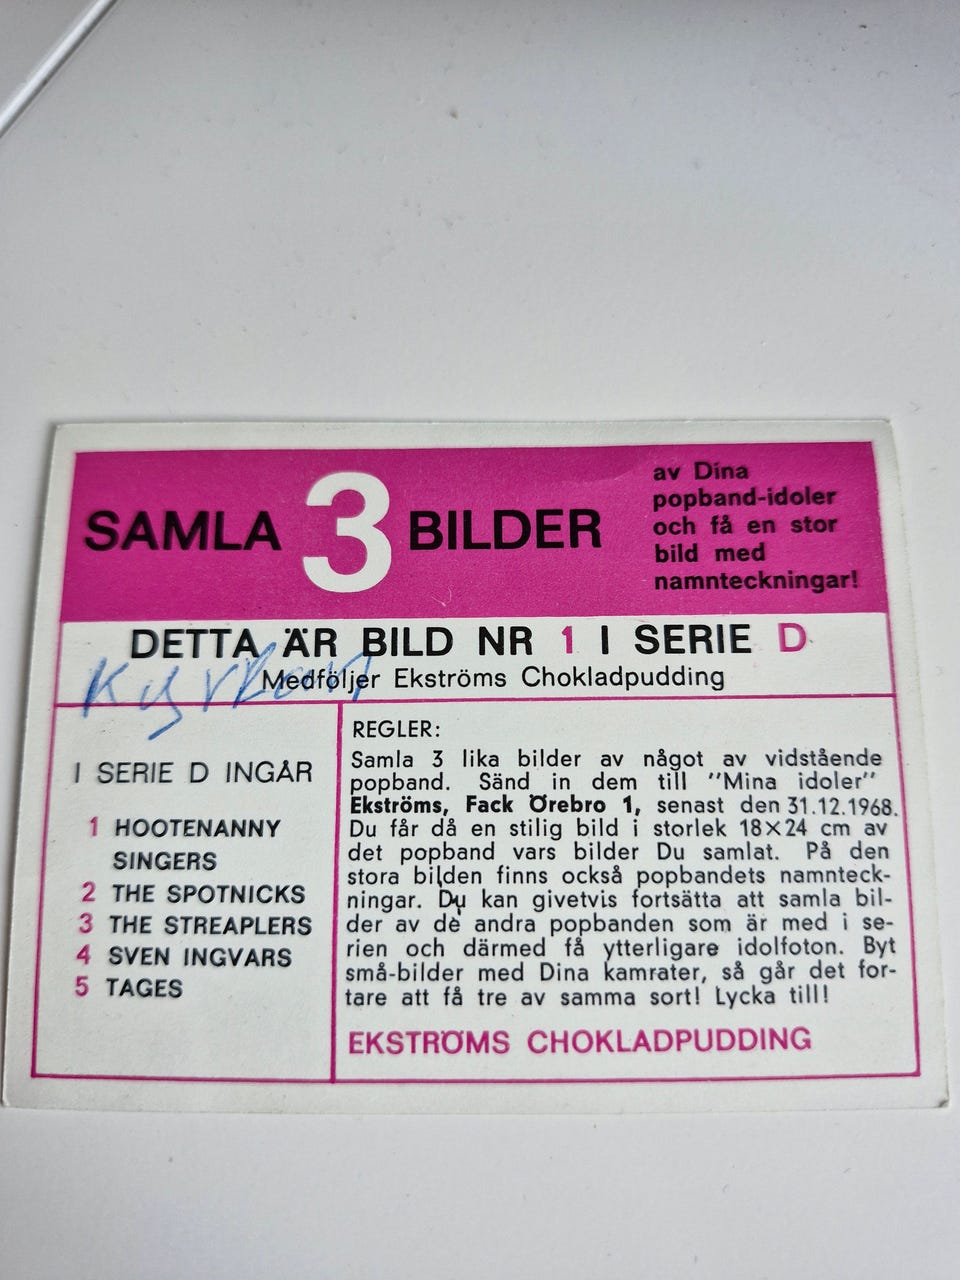 SAMLA 3 BILDER
av Dina
popband-idoler
och få en stor
bild med
namnteckningar!
DETTA ÄR BILD NR 1 I SERIE D
Medföljer Ekströms Chokladpudding
I SERIE D INGÅR
1 HOOTENANNY
SINGERS
2 THE SPOTNICKS
3 THE STREAPLERS
4 SVEN INGVARS
5 TAGES
REGLER:
Samla 3 lika bilder av något av vidstående
popband. Sänd in dem till "Mina idoler"
Ekströms, Fack Örebro 1, senast den 31.12.1968.
Du får då en stilig bild i storlek 18×24 cm av
det popband vars bilder Du samlat. På den
stora bilden finns också popbandets namnteck-
ningar. Du kan givetvis fortsätta att samla bil-
der av de andra popbanden som är med i se-
rien och därmed få ytterligare idolfoton. Byt
små-bilder med Dina kamrater, så går det for-
tare att få tre av samma sort! Lycka till!
EKSTRÖMS CHOKLADPUDDING